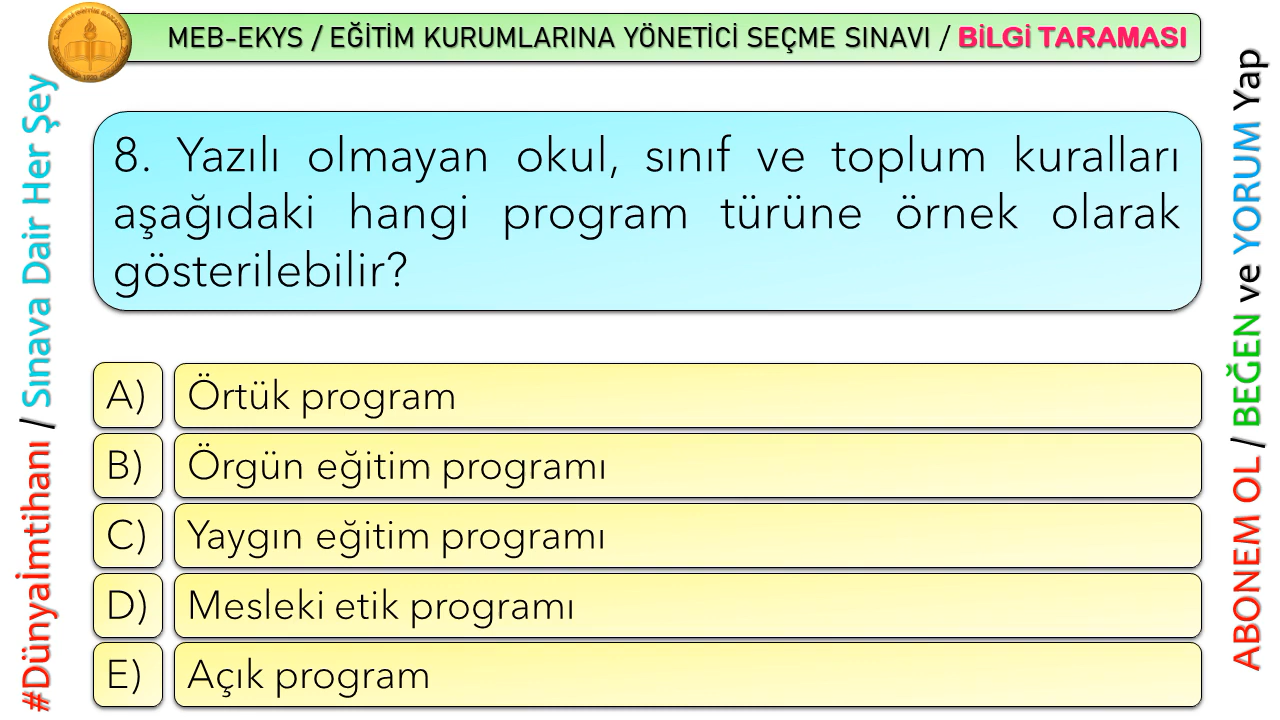 MEB-EKYS / EĞİTİM KURUMLARINA YÖNETİCİ SEÇME SINAVI / BİLGİ TARAMASI
#Dünyaimtihanı / Sınava Dair Her Şey
8. Yazılı olmayan okul, sınıf ve toplum kuralları
aşağıdaki hangi program türüne örnek olarak
gösterilebilir?
A) Örtük program
B) Örgün eğitim programı
C) Yaygın eğitim programı
D) Mesleki etik programı
E) Açık program
ABONEM OL / BEĞEN ve YORUM Yap